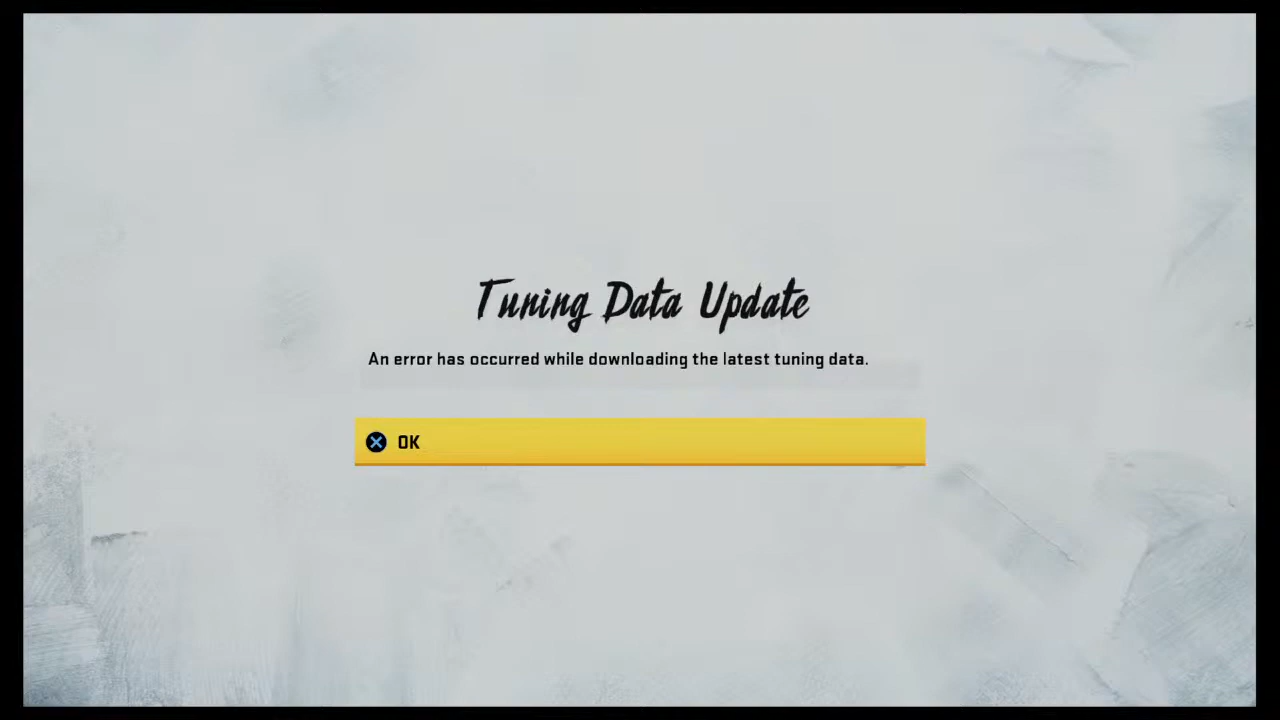 Tuning Data Update
An error has occurred while downloading the latest tuning data.
OK